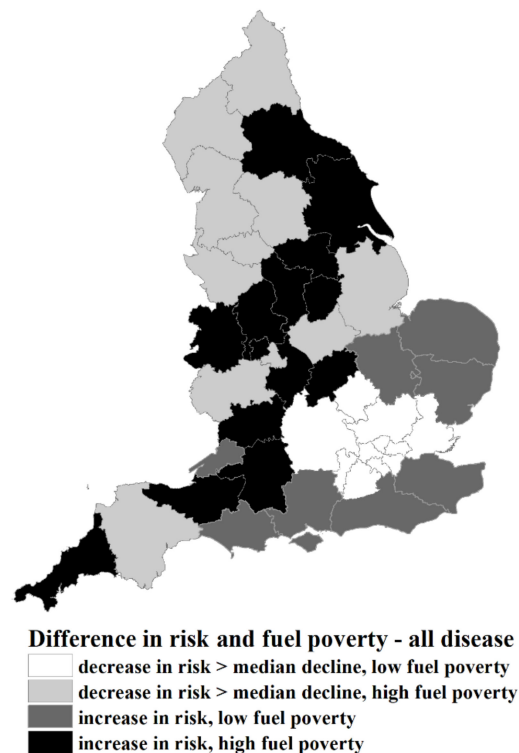 Difference in risk and fuel poverty - all disease
decrease in risk > median decline, low fuel poverty
decrease in risk > median decline, high fuel poverty
increase in risk, low fuel poverty
increase in risk, high fuel poverty